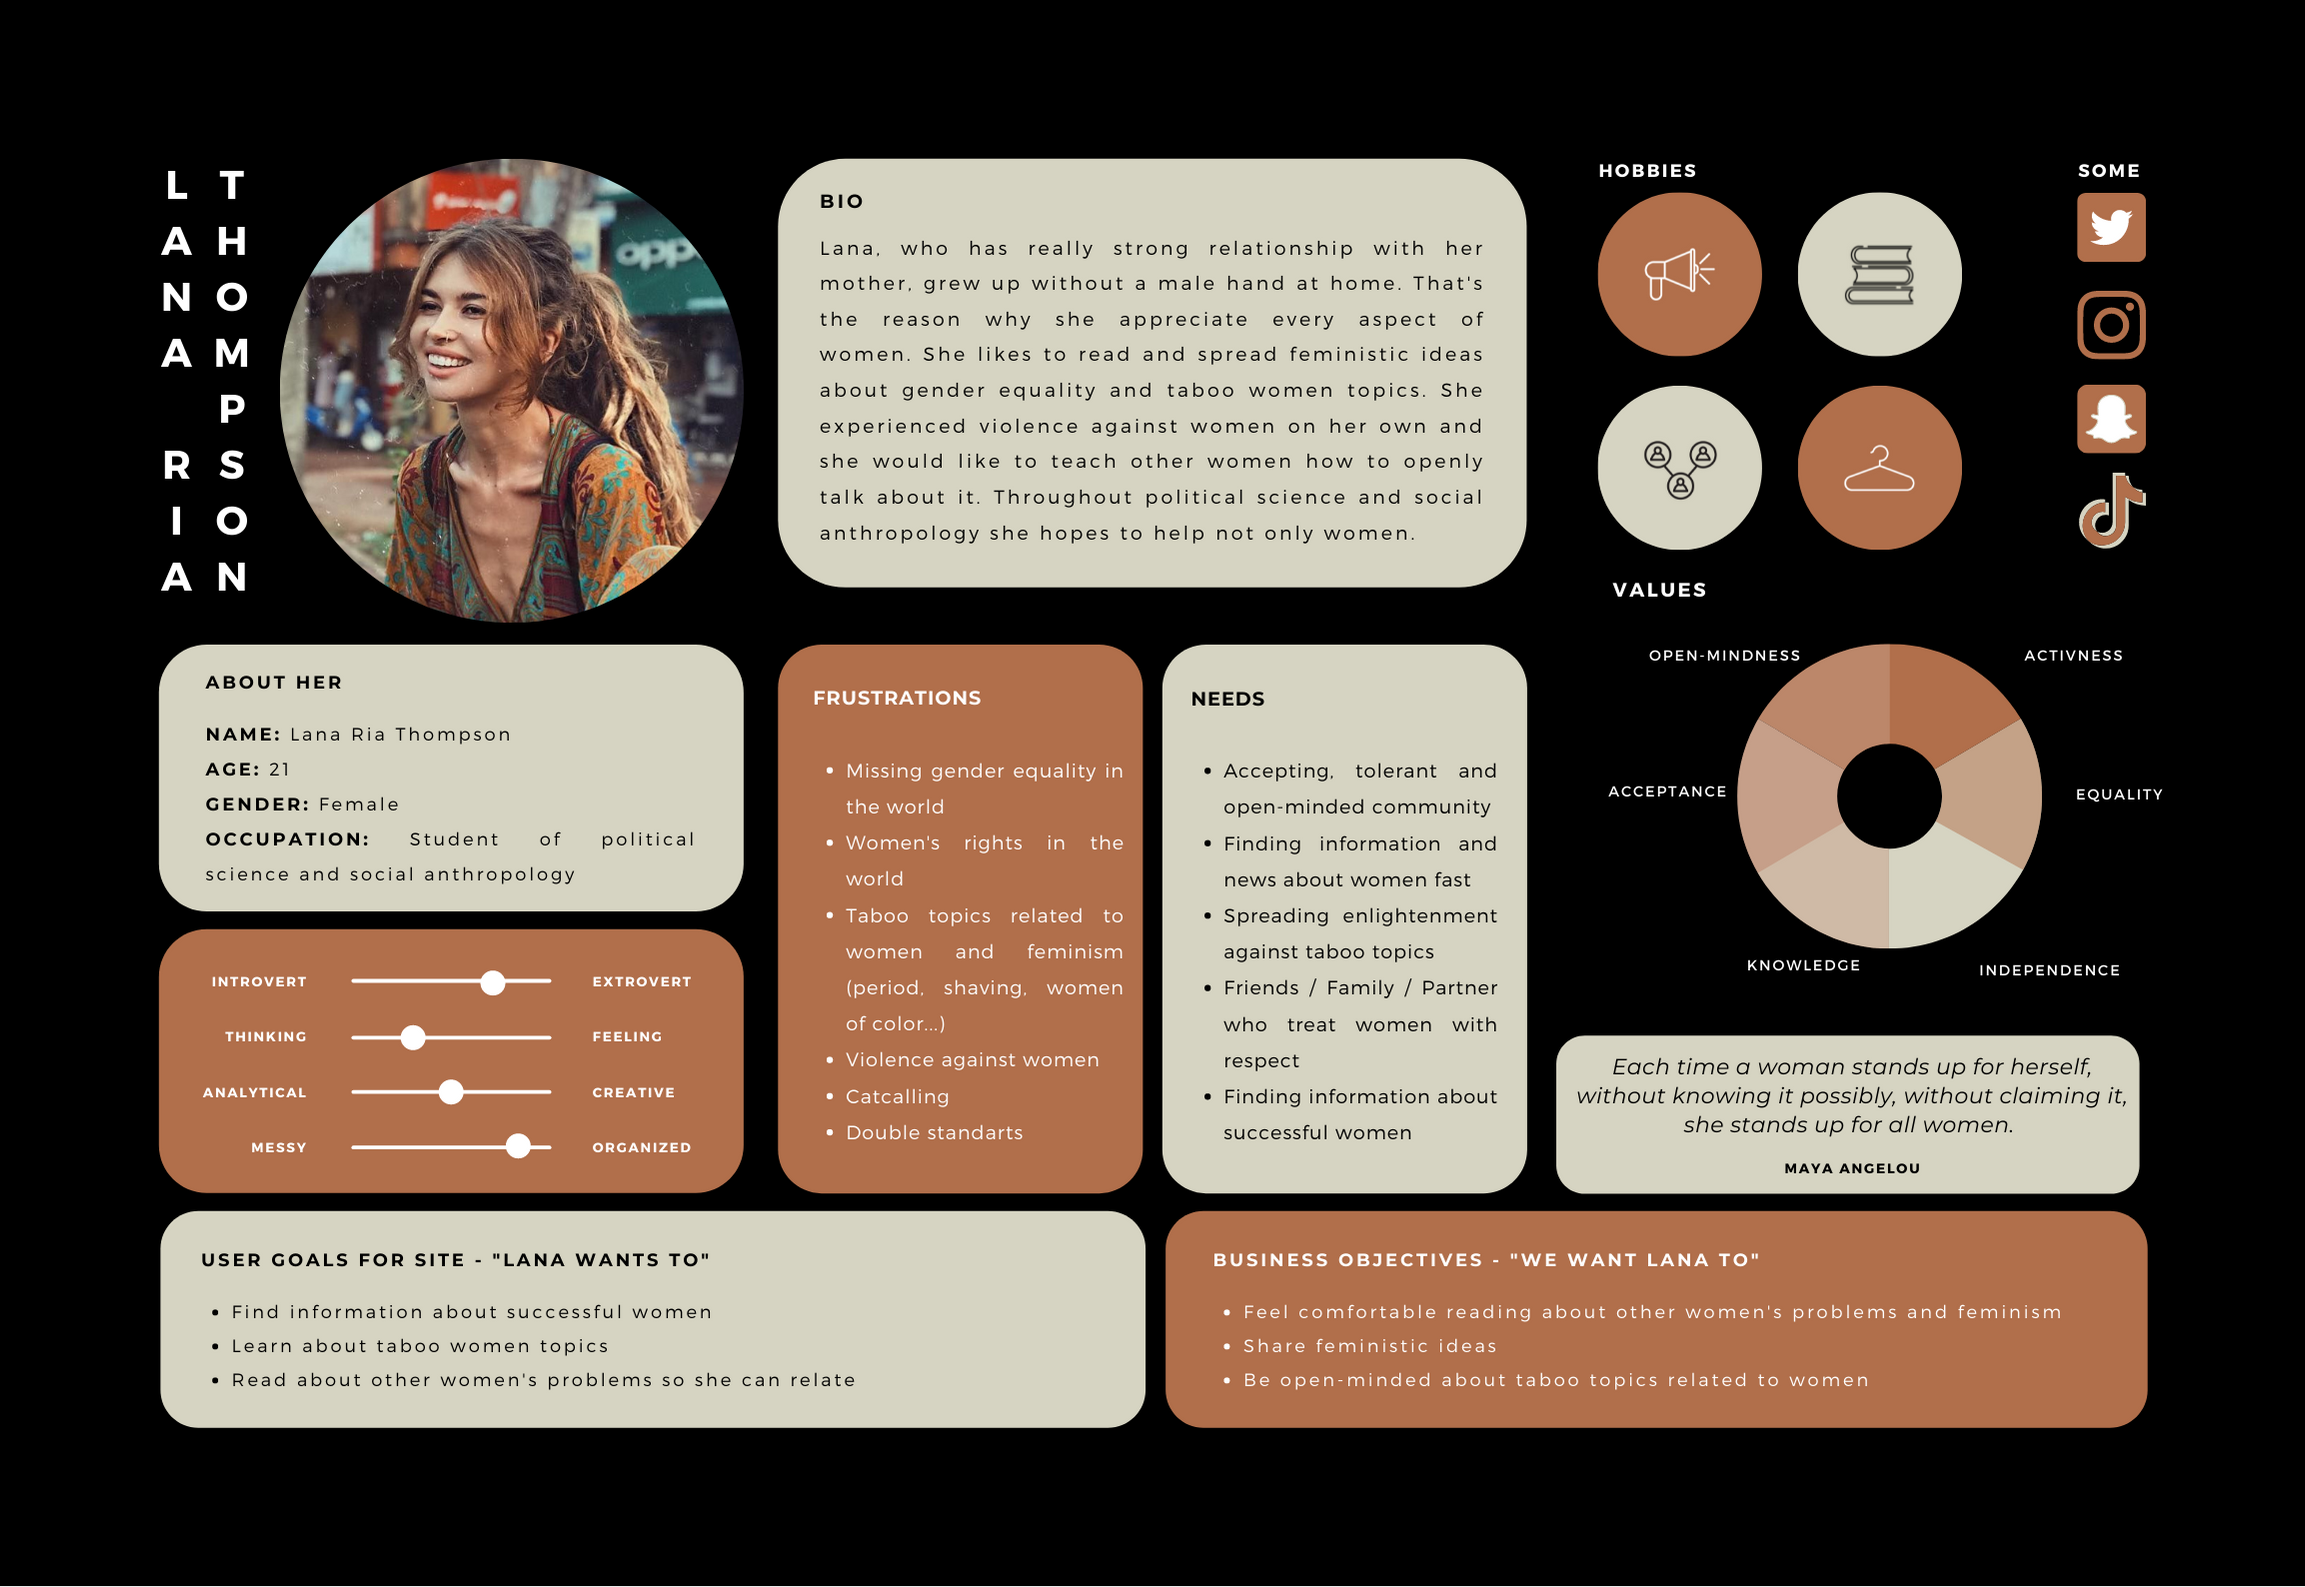 LANA RIA
THOMPSON
oppo
BIO
Lana, who has really strong relationship with her
mother, grew up without a male hand at home. That's
the reason why she appreciate every aspect of
women. She likes to read and spread feministic ideas
about gender equality and taboo women topics. She
experienced violence against women on her own and
she would like to teach other women how to openly
talk about it. Throughout political science and social
anthropology she hopes to help not only women.
HOBBIES
SOME
VALUES
OPEN-MINDNESS
ACTIVNESS
ACCEPTANCE
EQUALITY
KNOWLEDGE
INDEPENDENCE
ABOUT HER
NAME: Lana Ria Thompson
AGE: 21
GENDER: Female
OCCUPATION: Student of political
science and social anthropology
INTROVERT EXTROVERT
THINKING FEELING
ANALYTICAL CREATIVE
MESSY ORGANIZED
FRUSTRATIONS
• Missing gender equality in
the world
• Women's rights in the
world
• Taboo topics related to
women and feminism
(period, shaving, women
of color...)
• Violence against women
• Catcalling
• Double standarts
NEEDS
• Accepting, tolerant and
open-minded community
• Finding information and
news about women fast
• Spreading enlightenment
against taboo topics
• Friends / Family / Partner
who treat women with
respect
• Finding information about
successful women
Each time a woman stands up for herself,
without knowing it possibly, without claiming it,
she stands up for all women.
MAYA ANGELOU
USER GOALS FOR SITE - "LANA WANTS TO"
• Find information about successful women
• Learn about taboo women topics
• Read about other women's problems so she can relate
BUSINESS OBJECTIVES - "WE WANT LANA TO"
• Feel comfortable reading about other women's problems and feminism
• Share feministic ideas
• Be open-minded about taboo topics related to women